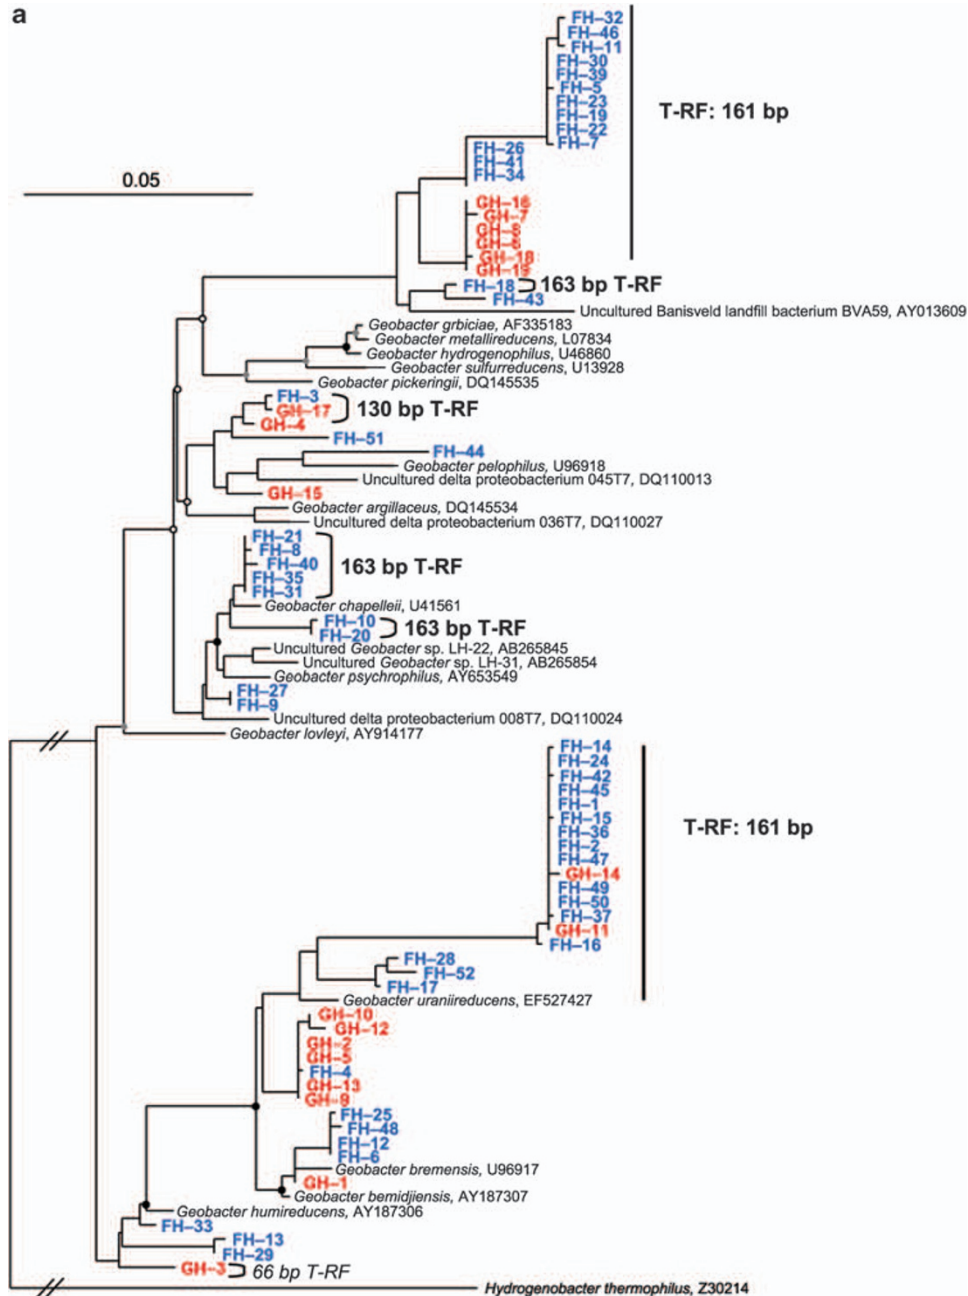 a
FH–32
FH–46
FH–11
FH–30
FH–39
FH–5
FH–23
FH–19
FH–22
FH–7
T-RF: 161 bp
FH–26
FH–41
FH–34
0.05
GH–16
GH–7
GH–8
GH–6
GH–18
GH–19
FH–18
163 bp T-RF
FH–43
Uncultured Banisveld landfill bacterium BVA59, AY013609
Geobacter grbiciae, AF335183
Geobacter metallireducens, L07834
Geobacter hydrogenophilus, U46860
Geobacter sulfurreducens, U13928
Geobacter pickeringii, DQ145535
FH–3
GH–17
130 bp T-RF
GH–4
FH–51
FH–44
Geobacter pelophilus, U96918
Uncultured delta proteobacterium 045T7, DQ110013
GH–15
Geobacter argillaceus, DQ145534
Uncultured delta proteobacterium 036T7, DQ110027
FH–21
FH–8
FH–40
163 bp T-RF
FH–35
FH–31
Geobacter chapelleii, U41561
FH–10
163 bp T-RF
FH–20
Uncultured Geobacter sp. LH-22, AB265845
Uncultured Geobacter sp. LH-31, AB265854
Geobacter psychrophilus, AY653549
FH–27
FH–9
Uncultured delta proteobacterium 008T7, DQ110024
Geobacter lovleyi, AY914177
FH–14
FH–24
FH–42
FH–45
FH–1
FH–15
T-RF: 161 bp
FH–36
FH–2
FH–47
GH–14
FH–49
FH–50
FH–37
GH–11
FH–16
FH–28
FH–52
FH–17
Geobacter uraniireducens, EF527427
GH–10
GH–12
GH–2
GH–5
FH–4
GH–13
GH–9
FH–25
FH–48
FH–12
FH–6
Geobacter bremensis, U96917
GH–1
Geobacter bemidjiensis, AY187307
Geobacter humireducens, AY187306
FH–33
FH–13
FH–29
GH–3
66 bp T-RF
Hydrogenobacter thermophilus, Z30214